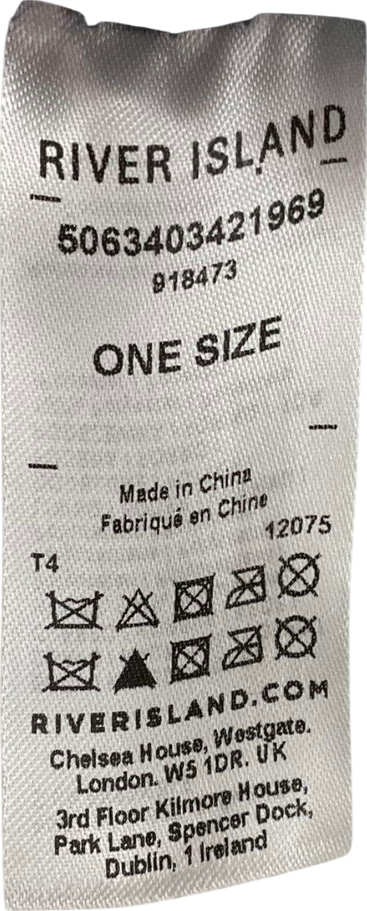 RIVER ISLAND
5063403421969
918473
ONE SIZE
Made in China
Fabriqué en Chine
12075
T4
RIVERISLAND.COM
Chelsea House, Westgate.
London. W5 1DR. UK
3rd Floor Kilmore House,
Park Lane, Spencer Dock,
Dublin, 1 Ireland